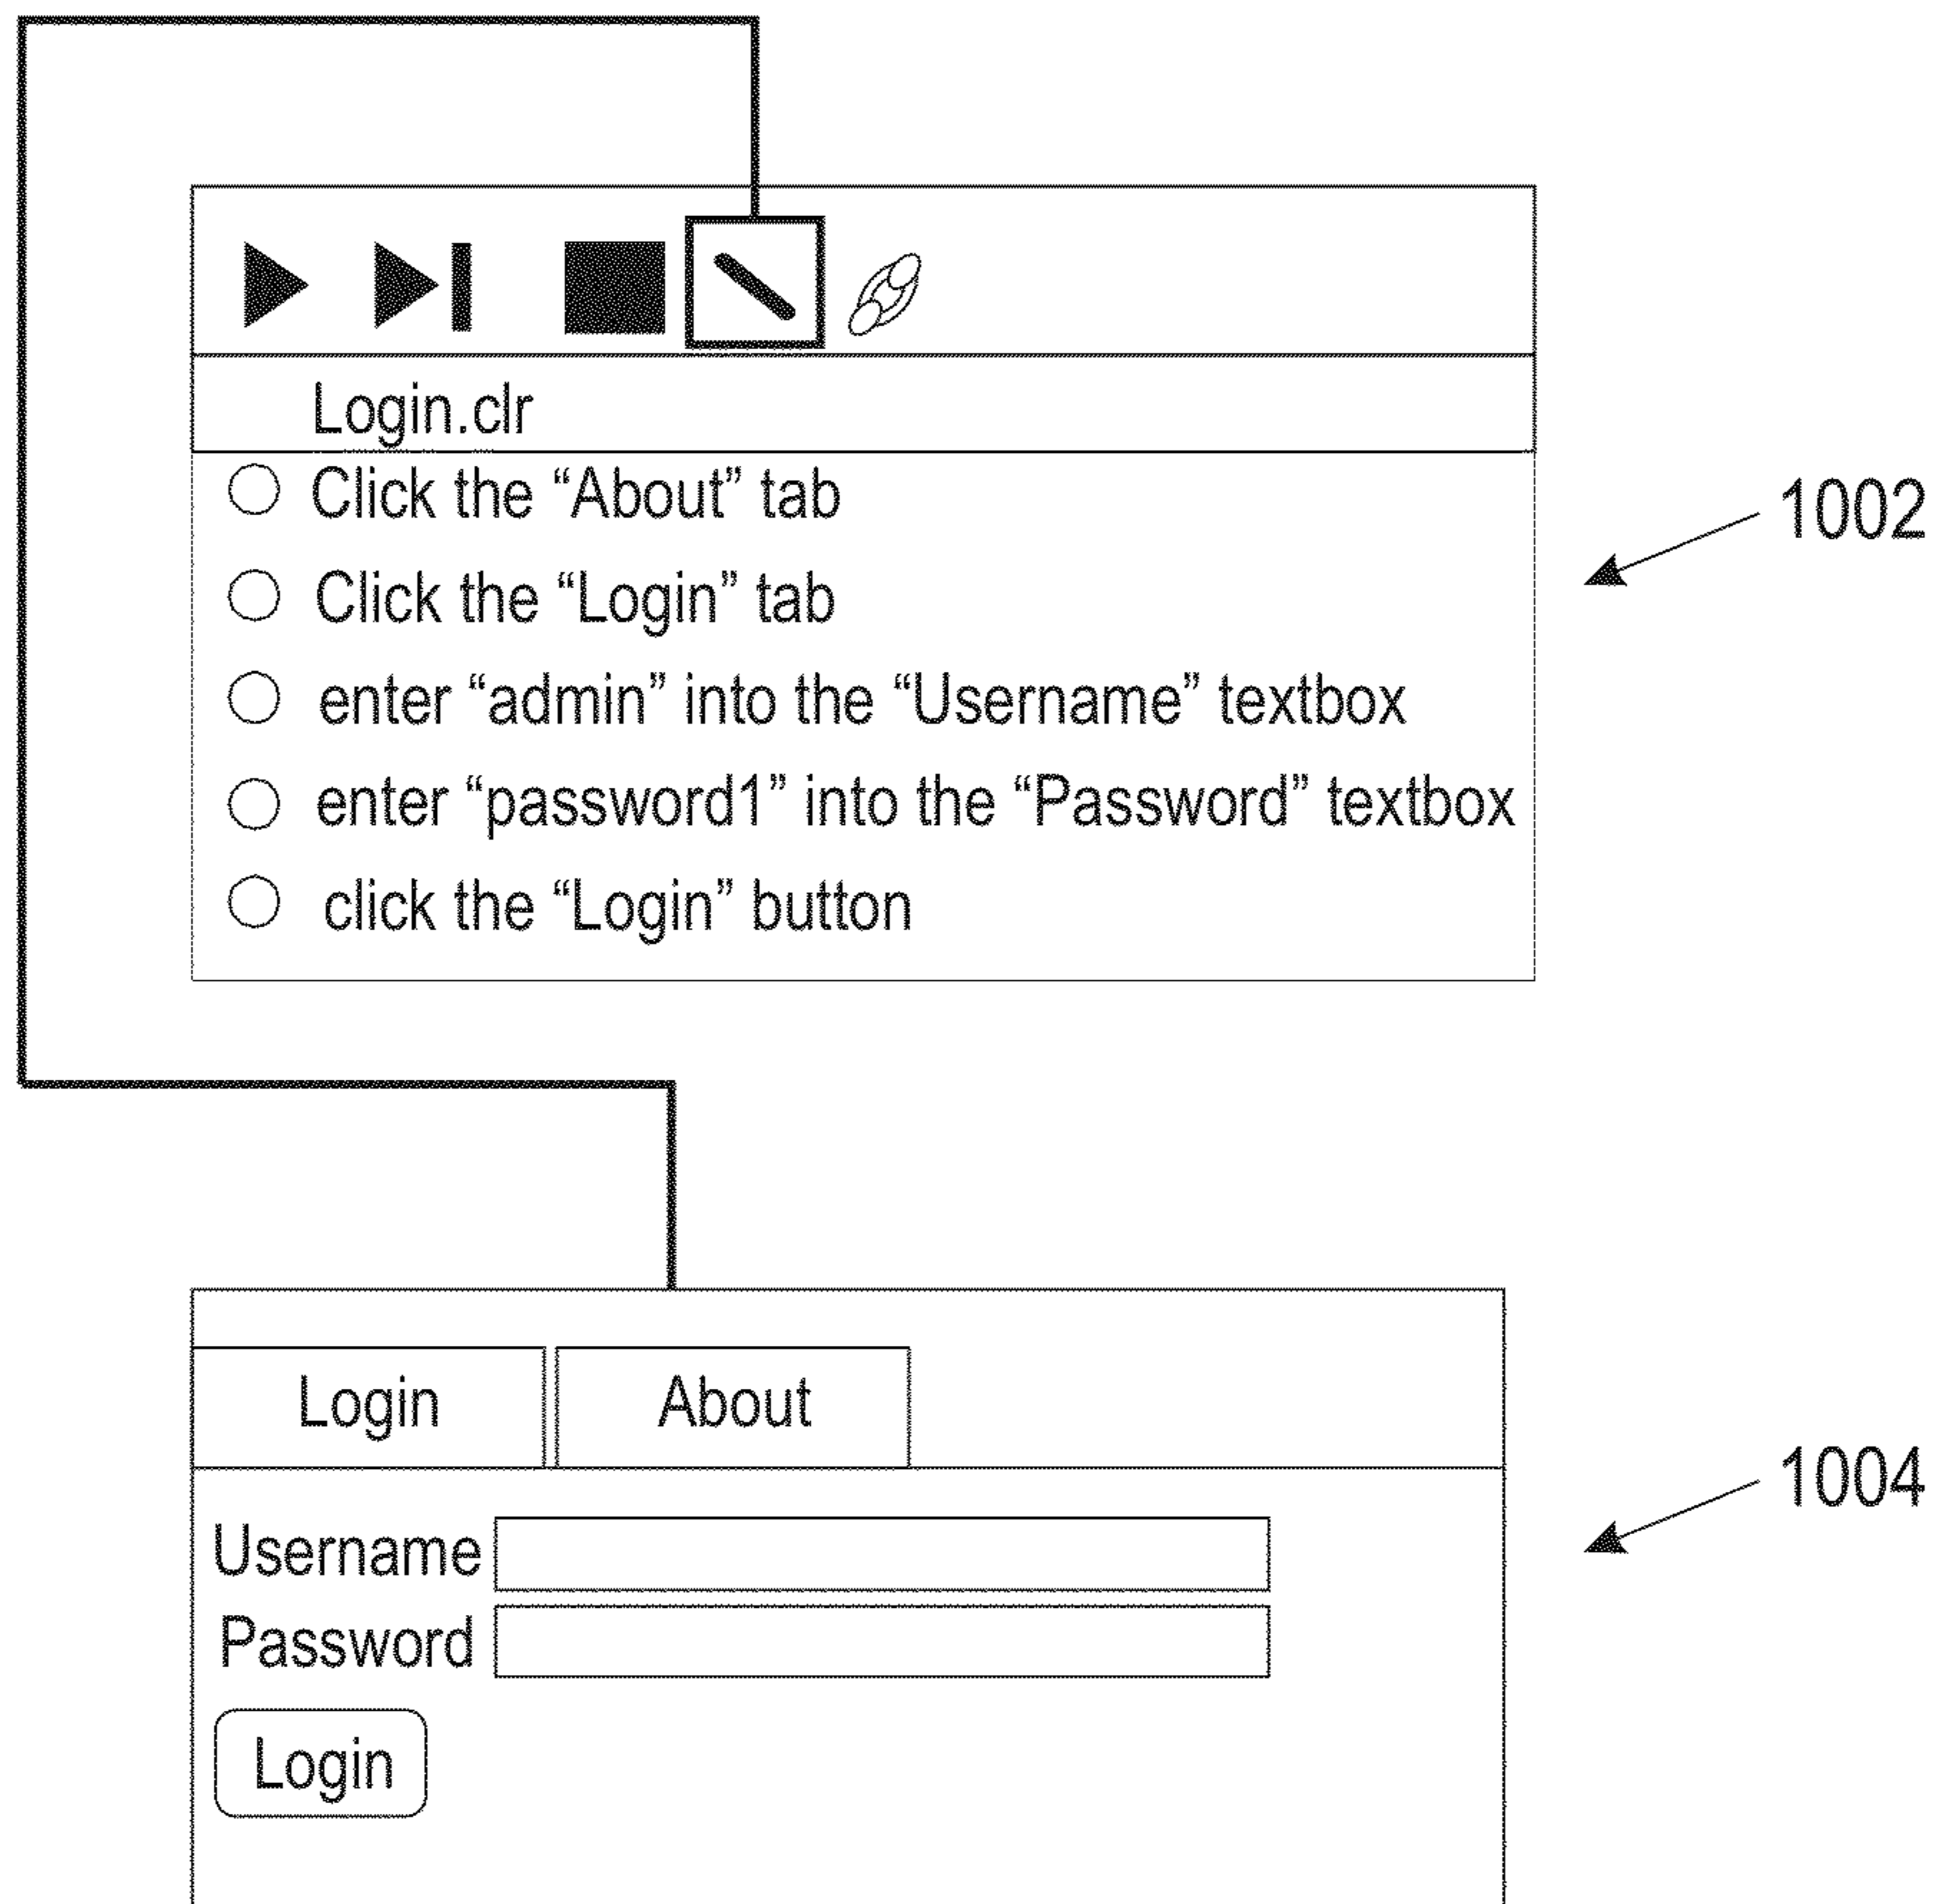 Login.clr
Click the “About” tab
1002
Click the “Login” tab
enter “admin” into the “Username” textbox
enter “password1” into the “Password” textbox
click the “Login” button
Login About
1004
Username
Password
Login